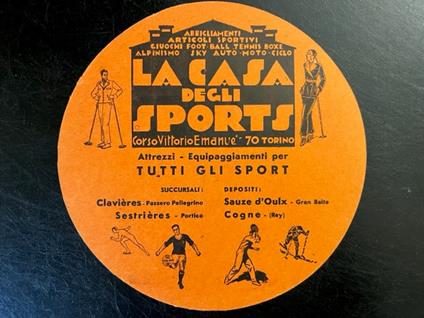 ABBIGLIAMENTI
ARTICOLI SPORTIVI
GIUOCHI FOOT-BALL TENNIS BOXE
ALPINISMO SKY AUTO-MOTO-CICLO
LA CASA
DEGLI
SPORTS
Corso Vittorio Emanu'e" 70 TORINO
Attrezzi - Equipaggiamenti per
TUTTI GLI SPORT
SUCCURSALI:
Clavières - Passero Pellegrino
Sestrières - Portico
DEPOSITI:
Sauze d'Oulx - Gran Baita
Cogne - (Rey)